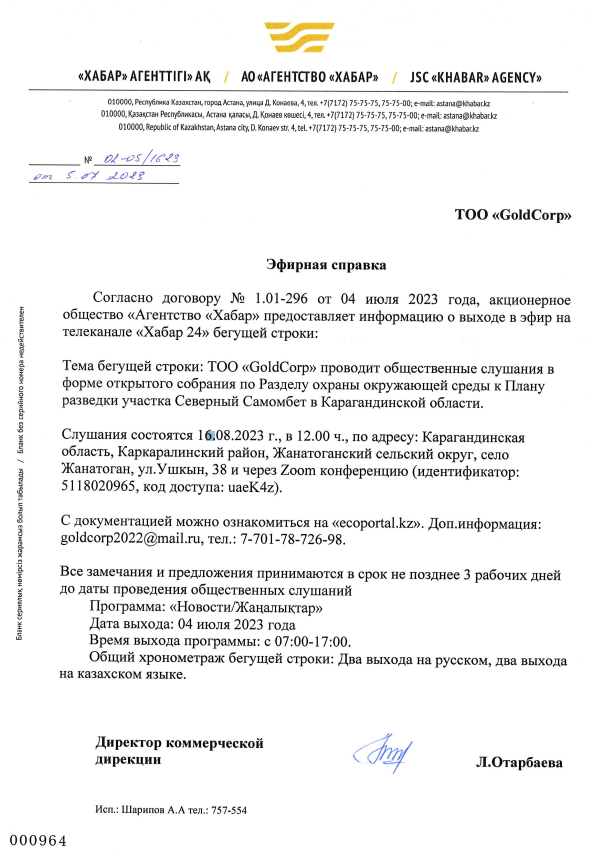 «ХАБАР» АГЕНТТІГІ» АҚ / АО «АГЕНТСТВО «ХАБАР» / JSC «KHABAR» AGENCY»
010000, Республика Казахстан, город Астана, улица Д. Конаева, 4, тел. +7(7172) 75-75-75, 75-75-00; e-mail: astana@khabar.kz
010000, Қазақстан Республикасы, Астана қаласы, Д. Қонаев көшесі, 4, тел. +7(7172) 75-75-75, 75-75-00; e-mail: astana@khabar.kz
010000, Republic of Kazakhstan, Astana city, D. Konaev str. 4, tel. +7(7172) 75-75-75, 75-75-00; e-mail: astana@khabar.kz
№ 02-05/1623
от 5.07 2023
ТОО «GoldCorp»
Эфирная справка
Согласно договору № 1.01-296 от 04 июля 2023 года, акционерное
общество «Агентство «Хабар» предоставляет информацию о выходе в эфир на
телеканале «Хабар 24» бегущей строки:
Тема бегущей строки: ТОО «GoldCorp» проводит общественные слушания в
форме открытого собрания по Разделу охраны окружающей среды к Плану
разведки участка Северный Самомбет в Карагандинской области.
Слушания состоятся 16.08.2023 г., в 12.00 ч., по адресу: Карагандинская
область, Каркаралинский район, Жанатоганский сельский округ, село
Жанатоган, ул.Ушкын, 38 и через Zoom конференцию (идентификатор:
5118020965, код доступа: uaeK4z).
С документацией можно ознакомиться на «ecoportal.kz». Доп.информация:
goldcorp2022@mail.ru, тел.: 7-701-78-726-98.
Все замечания и предложения принимаются в срок не позднее 3 рабочих дней
до даты проведения общественных слушаний
Программа: «Новости/Жаңалықтар»
Дата выхода: 04 июля 2023 года
Время выхода программы: с 07:00-17:00.
Общий хронометраж бегущей строки: Два выхода на русском, два выхода
на казахском языке.
Директор коммерческой
дирекции
Л.Отарбаева
Исп.: Шарипов А.А тел.: 757-554
000964
Бланк сериялық нөмірсіз жарамсыз болып табылады / Бланк без серийного номера недействителен